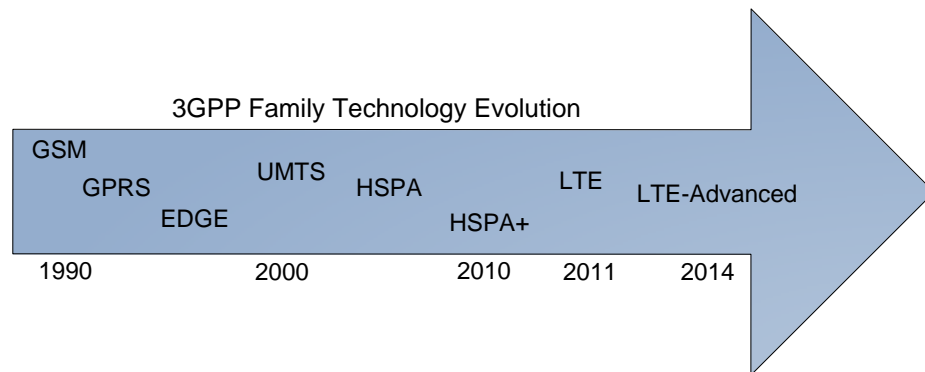 3GPP Family Technology Evolution
GSM
GPRS
EDGE
UMTS
HSPA
HSPA+
LTE
LTE-Advanced
1990
2000
2010
2011
2014